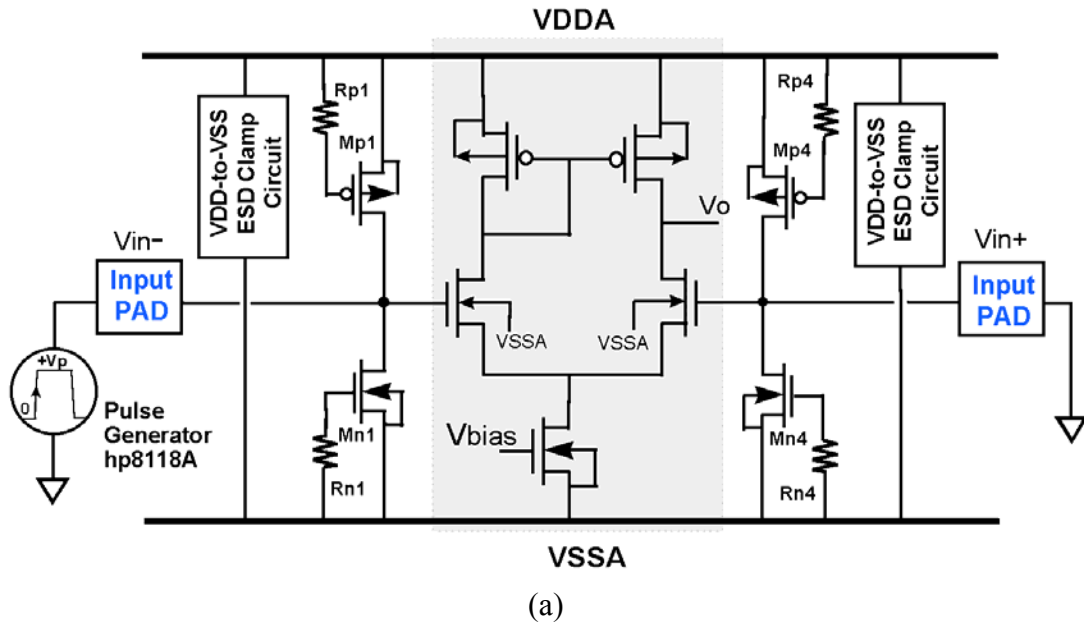 VDDA
Rp1
Mp1
VDD-to-VSS
ESD Clamp
Circuit
Rp4
Mp4
VDD-to-VSS
ESD Clamp
Circuit
Vo
Vin−
Input
PAD
Vin+
Input
PAD
VSSA
VSSA
+Vp
0
Pulse
Generator
hp8118A
Mn1
Rn1
Vbias
Mn4
Rn4
VSSA
(a)